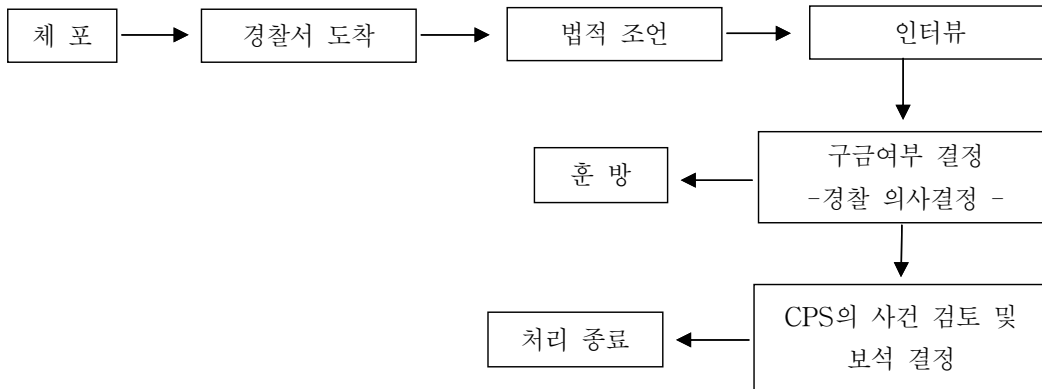 체 포
경찰서 도착
법적 조언
인터뷰
구금여부 결정
-경찰 의사결정 -
훈 방
CPS의 사건 검토 및
보석 결정
처리 종료